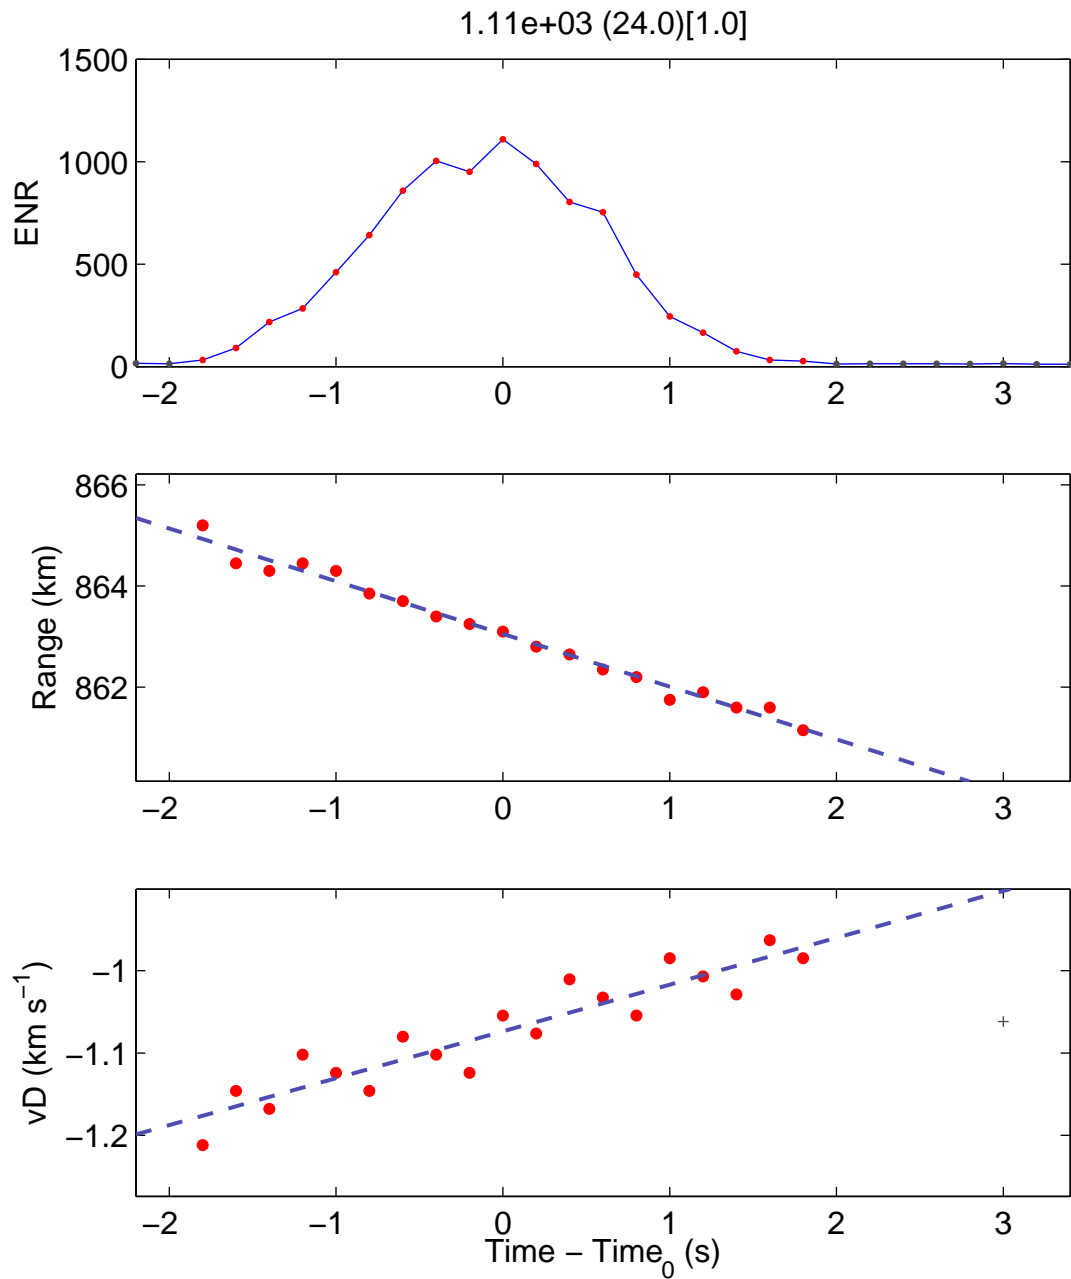 1.11e+03 (24.0)[1.0]
1500
1000
500
0
ENR
−2 −1 0 1 2 3
866
864
862
Range (km)
−2 −1 0 1 2 3
−1
−1.1
−1.2
vD (km s−1)
−2 −1 0 1 2 3
Time − Time0 (s)